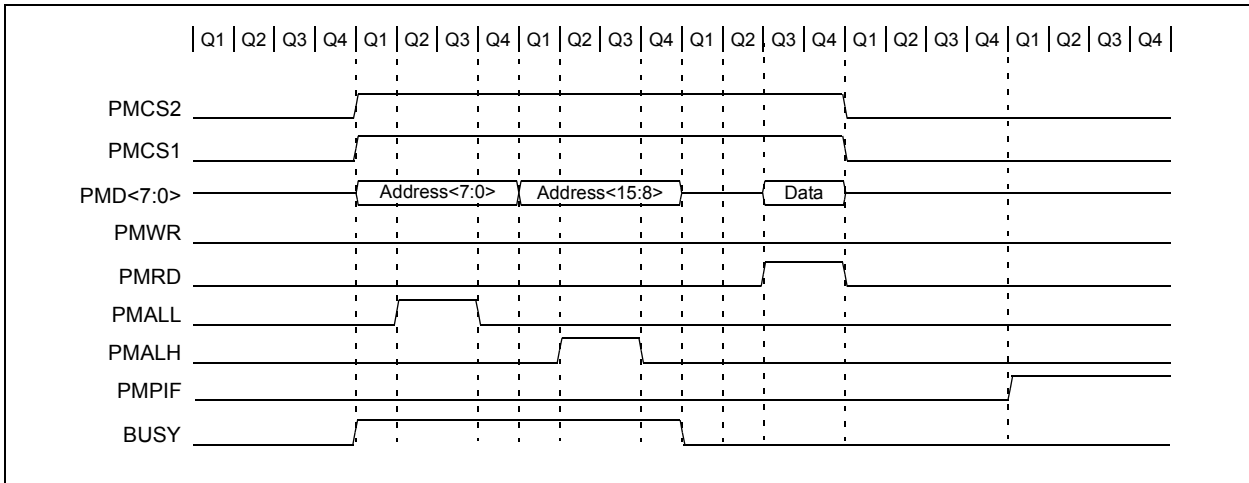 Q1 Q2 Q3 Q4 Q1 Q2 Q3 Q4 Q1 Q2 Q3 Q4 Q1 Q2 Q3 Q4 Q1 Q2 Q3 Q4 Q1 Q2 Q3 Q4
PMCS2
PMCS1
PMD<7:0> Address<7:0> Address<15:8> Data
PMWR
PMRD
PMALL
PMALH
PMPIF
BUSY